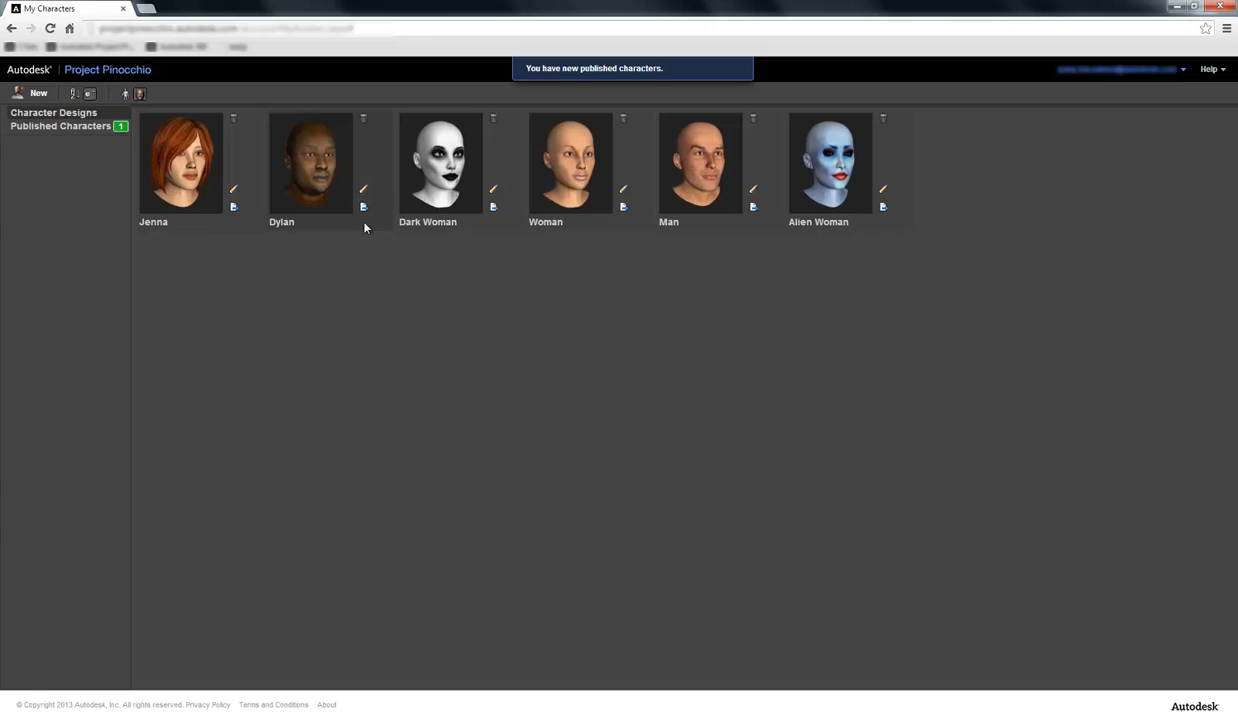 My Characters
Autodesk® | Project Pinocchio
You have new published characters.
Help
New
Character Designs
Published Characters 1
Jenna
Dylan
Dark Woman
Woman
Man
Alien Woman
© Copyright 2013 Autodesk, Inc. All rights reserved. Privacy Policy Terms and Conditions About
Autodesk®